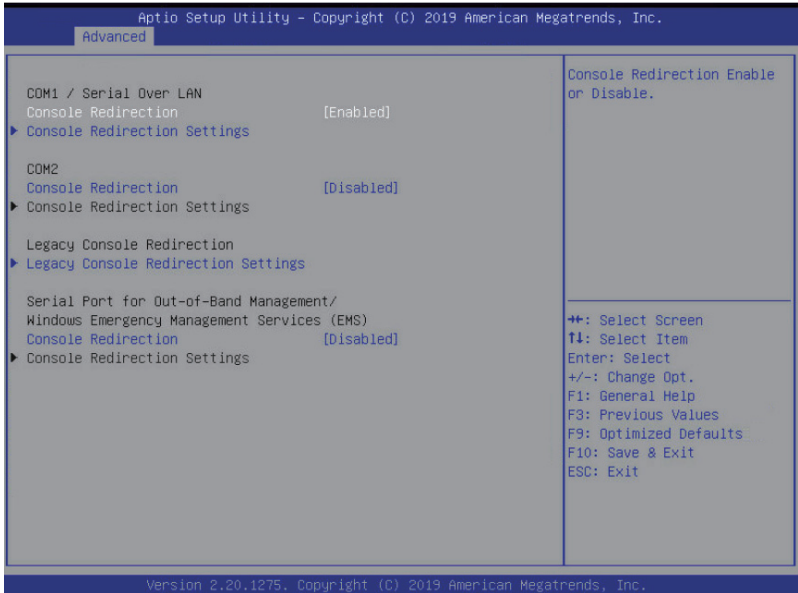 Aptio Setup Utility – Copyright (C) 2019 American Megatrends, Inc.
Advanced
COM1 / Serial Over LAN
Console Redirection [Enabled]
▶ Console Redirection Settings
COM2
Console Redirection [Disabled]
▶ Console Redirection Settings
Legacy Console Redirection
▶ Legacy Console Redirection Settings
Serial Port for Out-of-Band Management/
Windows Emergency Management Services (EMS)
Console Redirection [Disabled]
▶ Console Redirection Settings
Console Redirection Enable
or Disable.
→←: Select Screen
↑↓: Select Item
Enter: Select
+/-: Change Opt.
F1: General Help
F3: Previous Values
F9: Optimized Defaults
F10: Save & Exit
ESC: Exit
Version 2.20.1275. Copyright (C) 2019 American Megatrends, Inc.